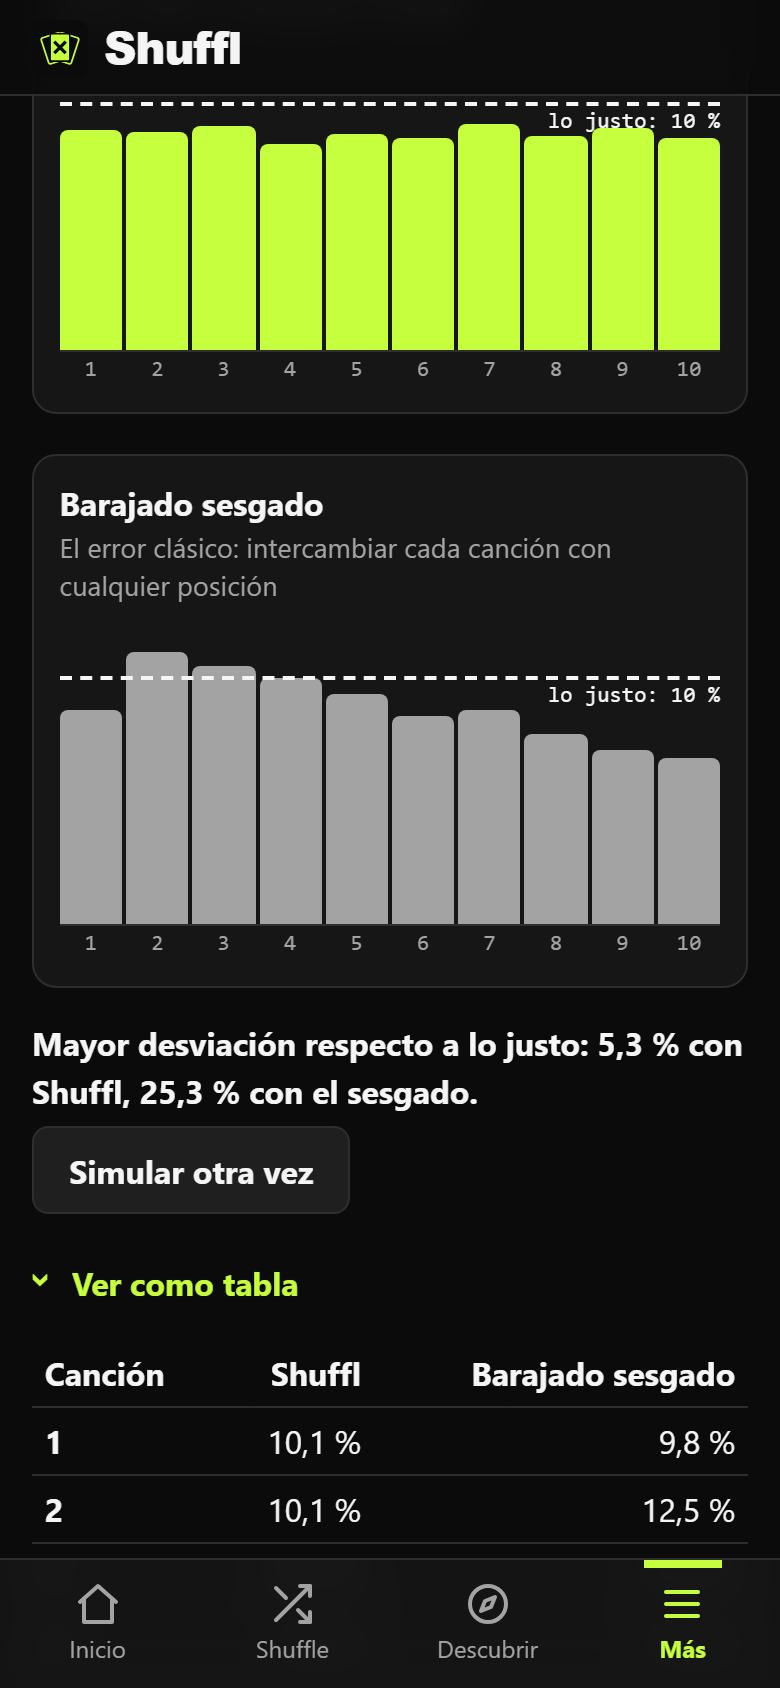 Shuffl
lo justo: 10 %
1 2 3 4 5 6 7 8 9 10
Barajado sesgado
El error clásico: intercambiar cada canción con
cualquier posición
lo justo: 10 %
1 2 3 4 5 6 7 8 9 10
Mayor desviación respecto a lo justo: 5,3 % con
Shuffl, 25,3 % con el sesgado.
Simular otra vez
Ver como tabla
Canción Shuffl Barajado sesgado
1 10,1 % 9,8 %
2 10,1 % 12,5 %
Inicio Shuffle Descubrir Más